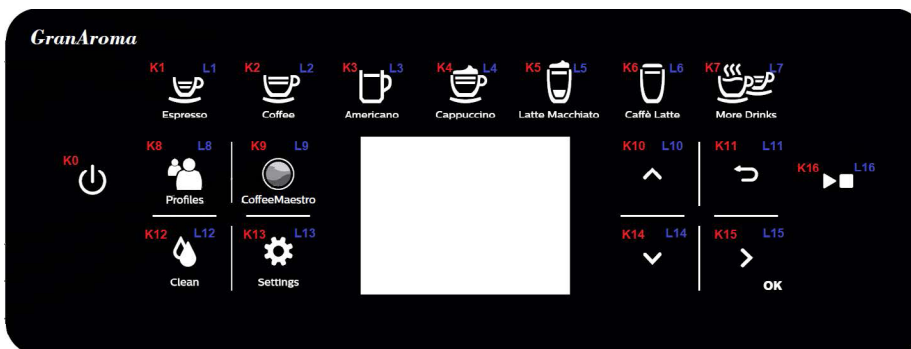 GranAroma
K1 L1 K2 L2 K3 L3 K4 L4 K5 L5 K6 L6 K7 L7
Espresso Coffee Americano Cappuccino Latte Macchiato Caffè Latte More Drinks
K0 K8 L8 K9 L9 K10 L10 K11 L11 K16 L16
Profiles CoffeeMaestro
K12 L12 K13 L13 K14 L14 K15 L15
Clean Settings OK